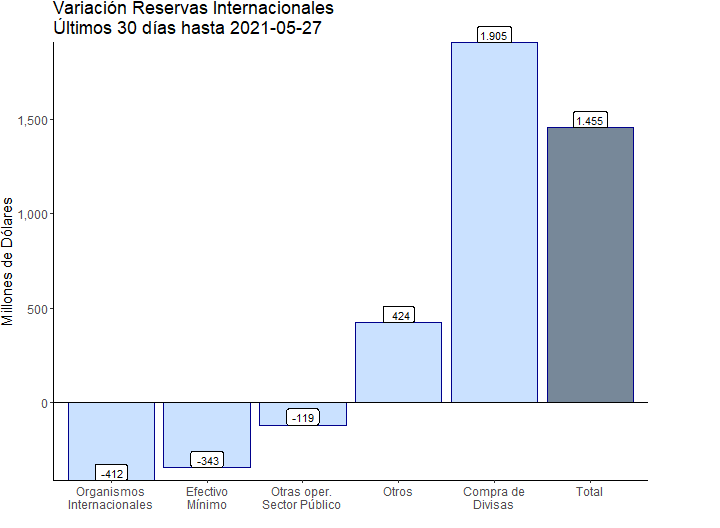 Variación Reservas Internacionales
Últimos 30 días hasta 2021-05-27
Millones de Dólares
1,500
1,000
500
0
-412
-343
-119
424
1.905
1.455
Organismos
Internacionales
Efectivo
Mínimo
Otras oper.
Sector Público
Otros
Compra de
Divisas
Total